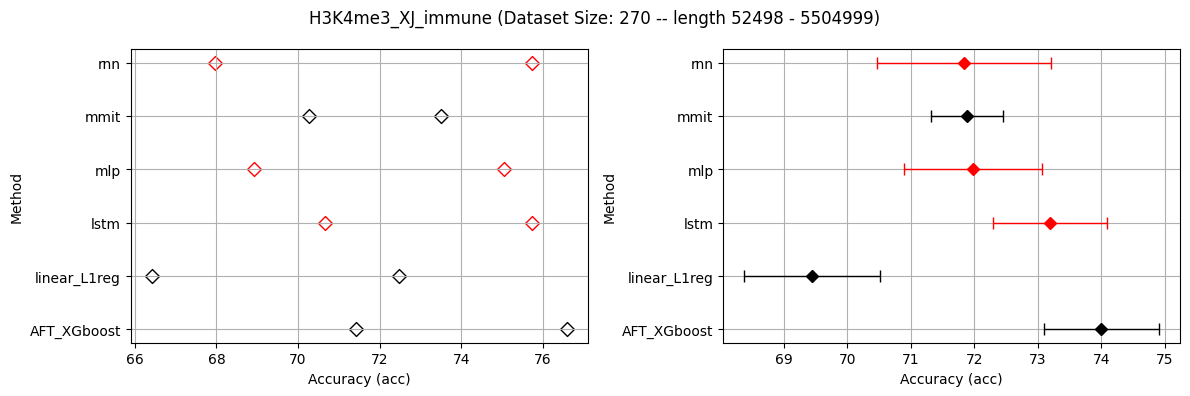 H3K4me3_XJ_immune (Dataset Size: 270 -- length 52498 - 5504999)
Method
rnn
mmit
mlp
lstm
linear_L1reg
AFT_XGboost
66 68 70 72 74 76
Accuracy (acc)
Method
rnn
mmit
mlp
lstm
linear_L1reg
AFT_XGboost
69 70 71 72 73 74 75
Accuracy (acc)